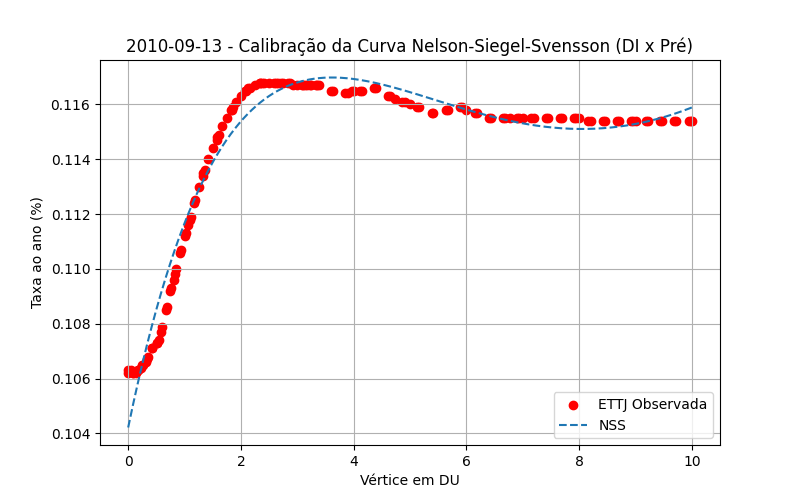 2010-09-13 - Calibração da Curva Nelson-Siegel-Svensson (DI x Pré)
Taxa ao ano (%)
0.116
0.114
0.112
0.110
0.108
0.106
0.104
ETTJ Observada
NSS
0
2
4
6
8
10
Vértice em DU